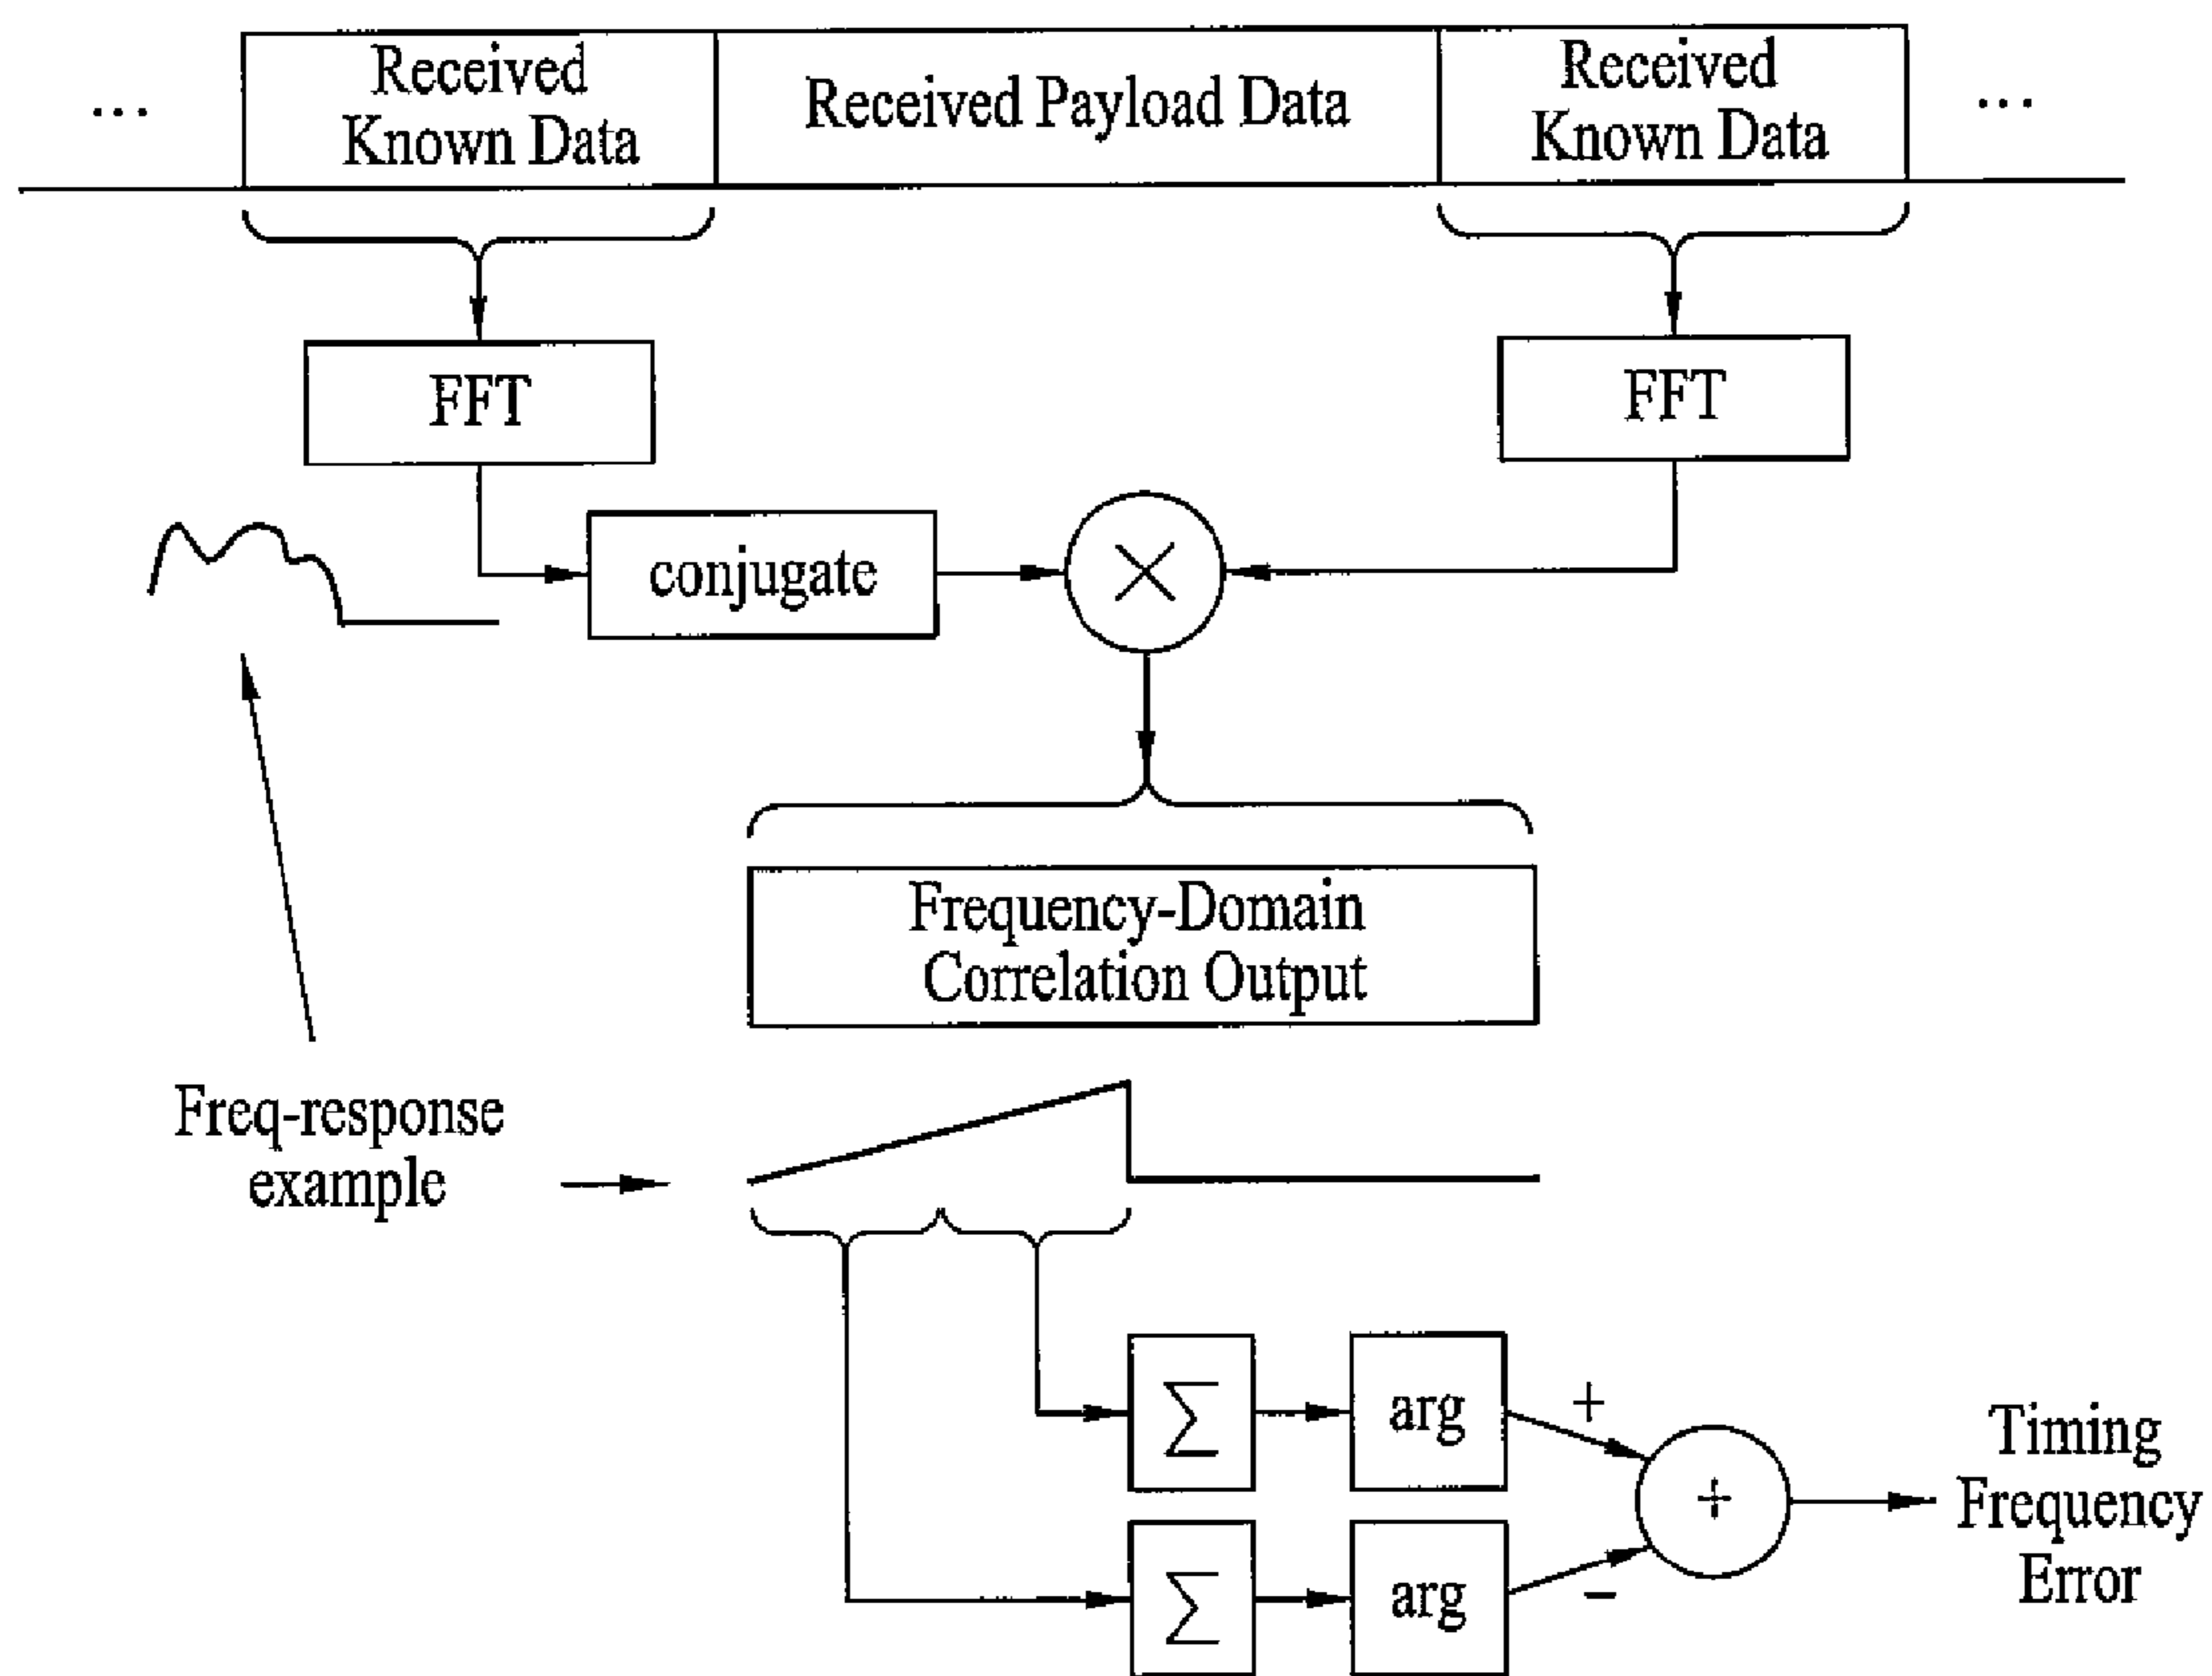 ...
Received
Known Data
Received Payload Data
Received
Known Data
...
FFT
FFT
conjugate
×
Frequency-Domain
Correlation Output
Freq-response
example
∑
arg
+
+
Timing
Frequency
Error
∑
arg
−